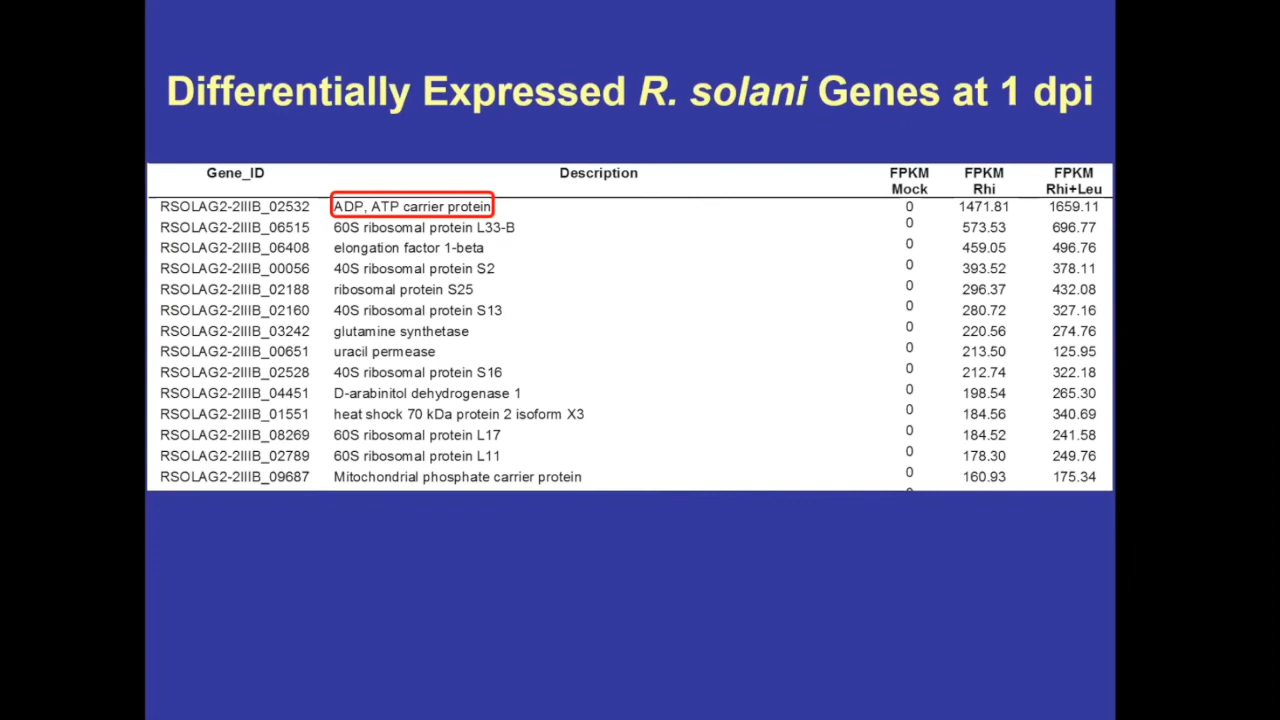 Differentially Expressed R. solani Genes at 1 dpi
Gene_ID Description FPKM Mock FPKM Rhi FPKM Rhi+Leu
RSOLAG2-2IIIB_02532 ADP, ATP carrier protein 0 1471.81 1659.11
RSOLAG2-2IIIB_06515 60S ribosomal protein L33-B 0 573.53 696.77
RSOLAG2-2IIIB_06408 elongation factor 1-beta 0 459.05 496.76
RSOLAG2-2IIIB_00056 40S ribosomal protein S2 0 393.52 378.11
RSOLAG2-2IIIB_02188 ribosomal protein S25 0 296.37 432.08
RSOLAG2-2IIIB_02160 40S ribosomal protein S13 0 280.72 327.16
RSOLAG2-2IIIB_03242 glutamine synthetase 0 220.56 274.76
RSOLAG2-2IIIB_00651 uracil permease 0 213.50 125.95
RSOLAG2-2IIIB_02528 40S ribosomal protein S16 0 212.74 322.18
RSOLAG2-2IIIB_04451 D-arabinitol dehydrogenase 1 0 198.54 265.30
RSOLAG2-2IIIB_01551 heat shock 70 kDa protein 2 isoform X3 0 184.56 340.69
RSOLAG2-2IIIB_08269 60S ribosomal protein L17 0 184.52 241.58
RSOLAG2-2IIIB_02789 60S ribosomal protein L11 0 178.30 249.76
RSOLAG2-2IIIB_09687 Mitochondrial phosphate carrier protein 0 160.93 175.34